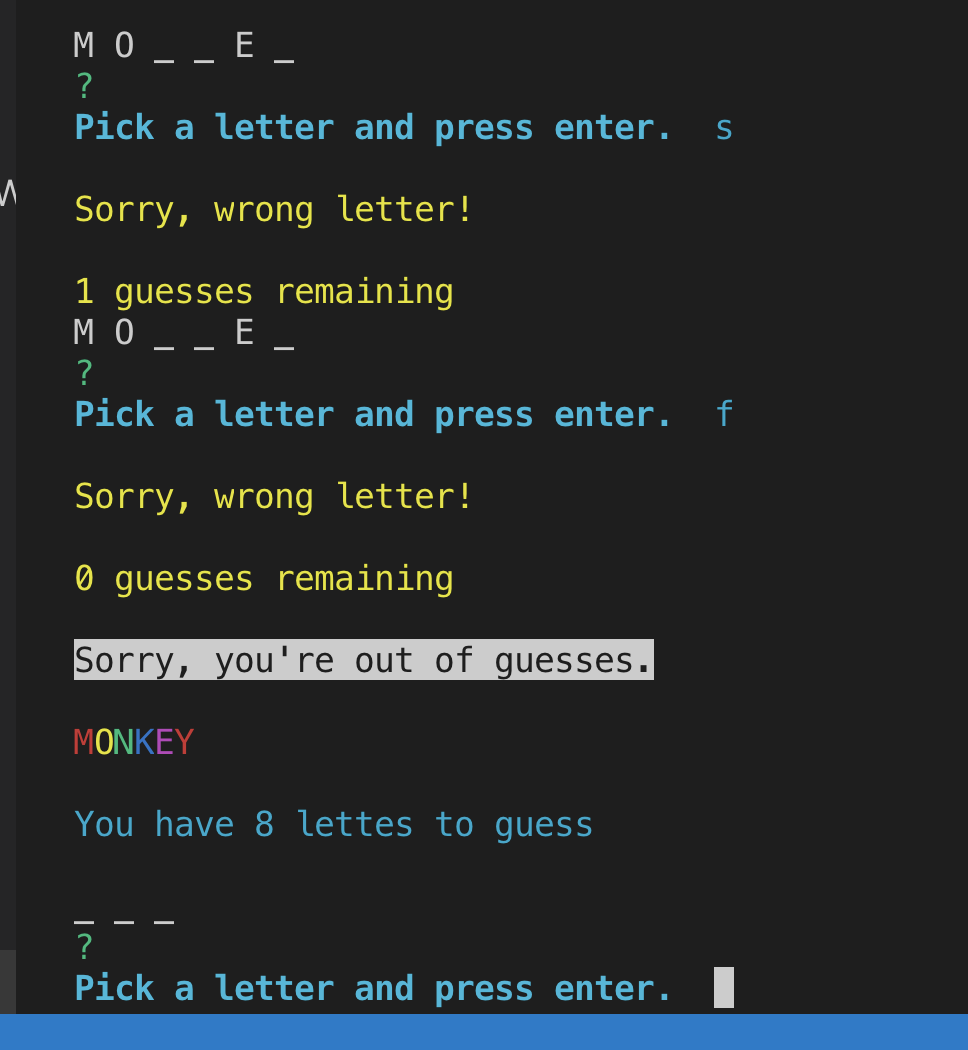 M O _ _ E _
?
Pick a letter and press enter. s
Sorry, wrong letter!
1 guesses remaining
M O _ _ E _
?
Pick a letter and press enter. f
Sorry, wrong letter!
0 guesses remaining
Sorry, you're out of guesses.
MONKEY
You have 8 lettes to guess
_ _ _
?
Pick a letter and press enter.